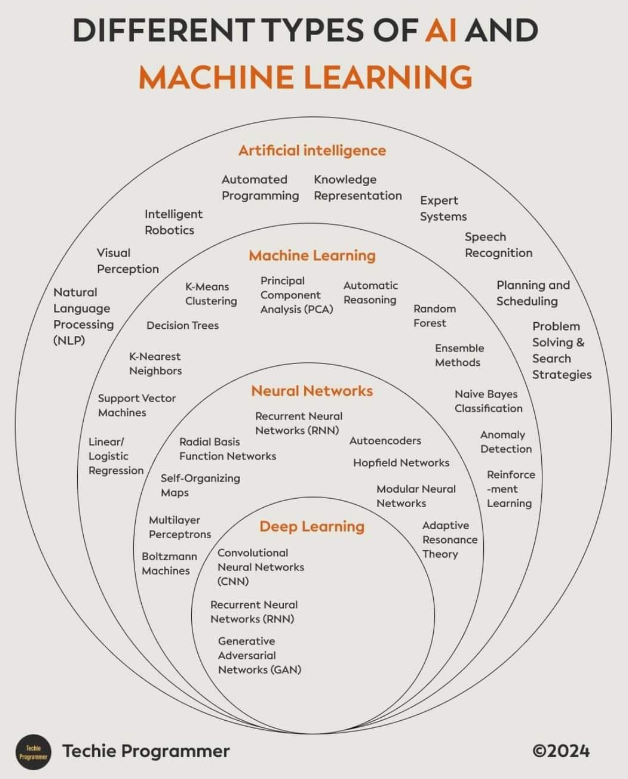 DIFFERENT TYPES OF AI AND
MACHINE LEARNING
Artificial intelligence
Automated
Programming
Knowledge
Representation
Expert
Systems
Intelligent
Robotics
Speech
Recognition
Visual
Perception
Planning and
Scheduling
Natural
Language
Processing
(NLP)
Problem
Solving &
Search
Strategies
Machine Learning
K-Means
Clustering
Principal
Component
Analysis (PCA)
Automatic
Reasoning
Random
Forest
Decision Trees
Ensemble
Methods
K-Nearest
Neighbors
Naive Bayes
Classification
Support Vector
Machines
Anomaly
Detection
Linear/
Logistic
Regression
Reinforce
-ment
Learning
Neural Networks
Recurrent Neural
Networks (RNN)
Radial Basis
Function Networks
Autoencoders
Hopfield Networks
Self-Organizing
Maps
Modular Neural
Networks
Multilayer
Perceptrons
Adaptive
Resonance
Theory
Boltzmann
Machines
Deep Learning
Convolutional
Neural Networks
(CNN)
Recurrent Neural
Networks (RNN)
Generative
Adversarial
Networks (GAN)
Techie
Programmer
Techie Programmer
©2024